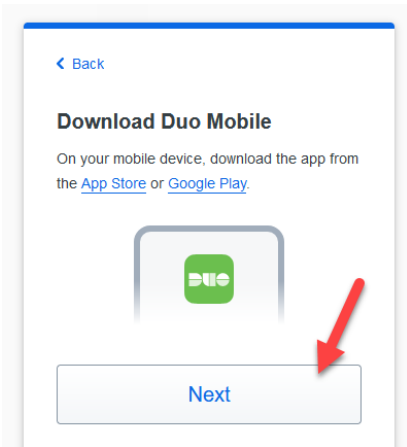 Back
Download Duo Mobile
On your mobile device, download the app from
the App Store or Google Play.
DUO
Next